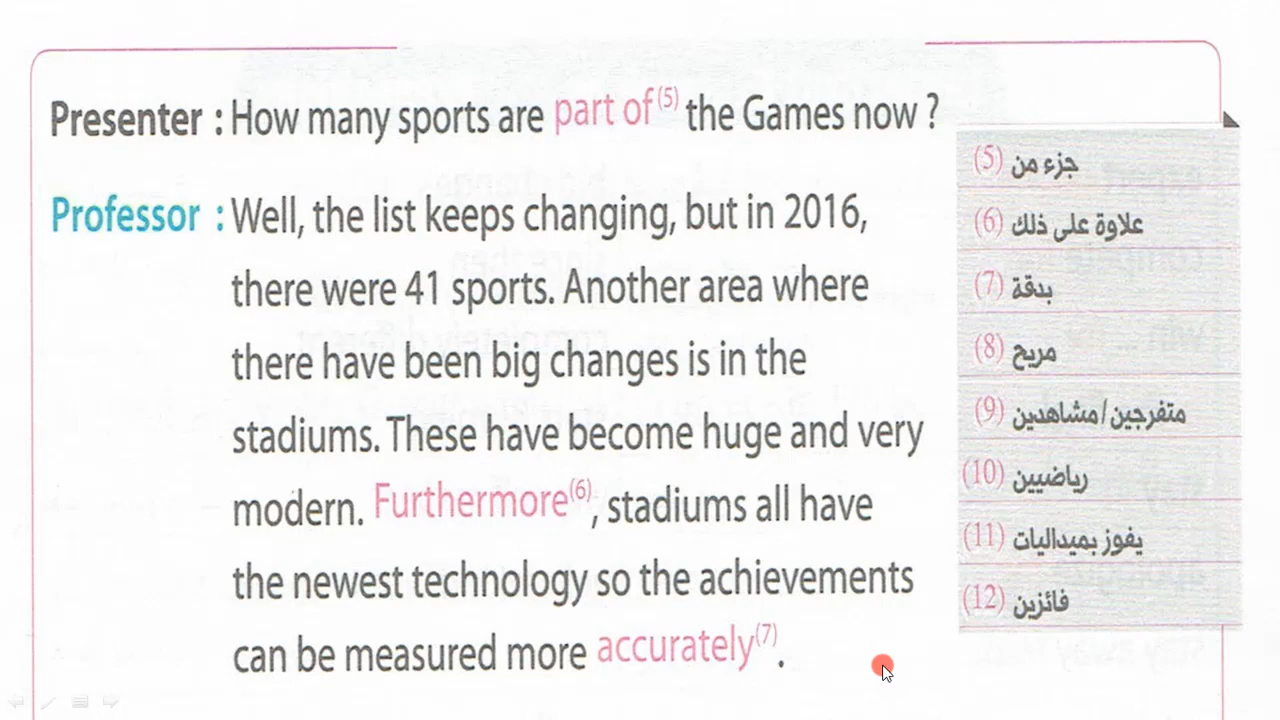 Presenter : How many sports are part of(5) the Games now ?
Professor : Well, the list keeps changing, but in 2016,
there were 41 sports. Another area where
there have been big changes is in the
stadiums. These have become huge and very
modern. Furthermore(6), stadiums all have
the newest technology so the achievements
can be measured more accurately(7).
(5) جزء من
(6) علاوة على ذلك
(7) بدقة
(8) مريح
(9) متفرجين/مشاهدين
(10) رياضيين
(11) يفوز بميداليات
(12) فائزين